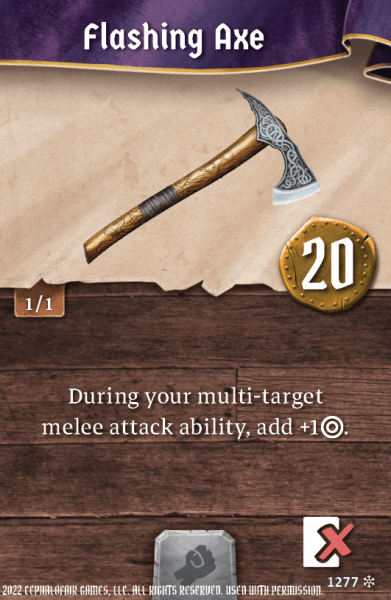 Flashing Axe
20
1/1
During your multi-target
melee attack ability, add +1.
1277
2022 CEPHALOFAIR GAMES, LLC. ALL RIGHTS RESERVED. USED WITH PERMISSION.